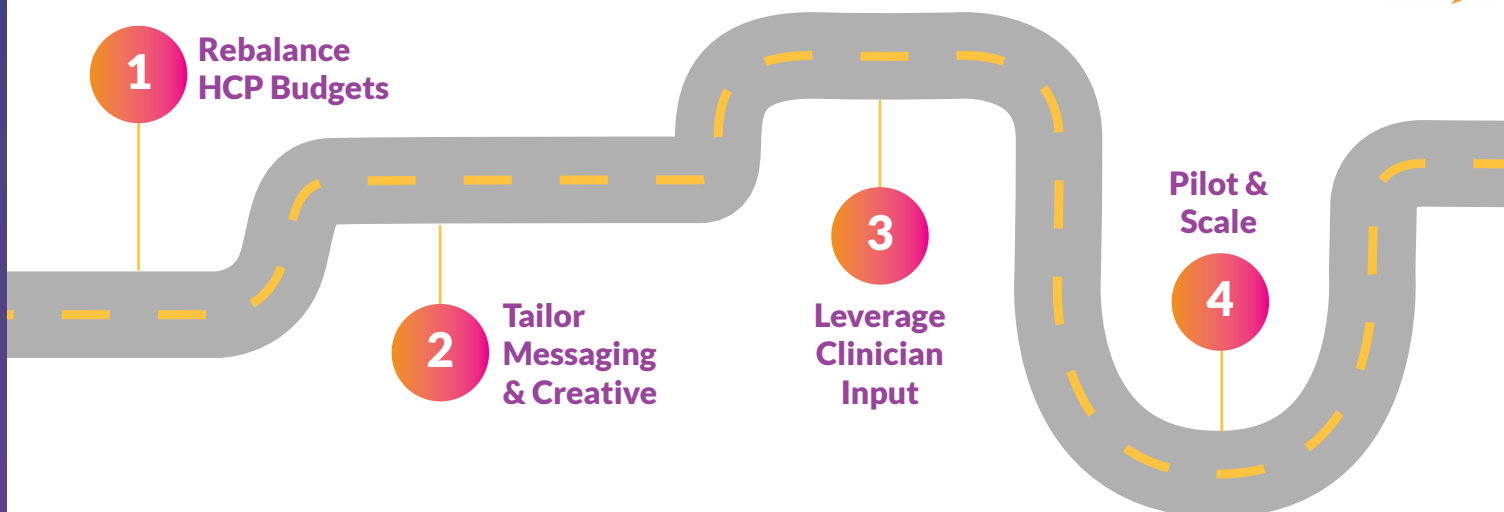 1
Rebalance
HCP Budgets
2
Tailor
Messaging
& Creative
3
Leverage
Clinician
Input
Pilot &
Scale
4